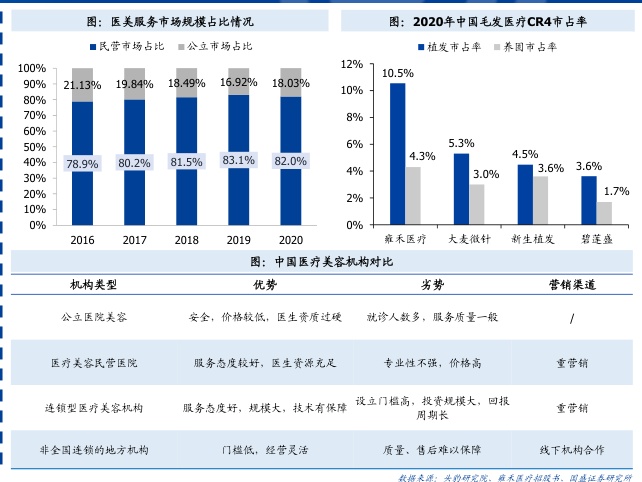 图：医美服务市场规模占比情况
民营市场占比 公立市场占比
100%
90%
80%
70%
60%
50%
40%
30%
20%
10%
0%
21.13% 19.84% 18.49% 16.92% 18.03%
78.9% 80.2% 81.5% 83.1% 82.0%
2016 2017 2018 2019 2020
图：2020年中国毛发医疗CR4市占率
植发市占率 养固市占率
12%
10%
8%
6%
4%
2%
0%
10.5% 4.3% 5.3% 3.0% 4.5% 3.6% 3.6% 1.7%
雍禾医疗 大麦微针 新生植发 碧莲盛
图：中国医疗美容机构对比
机构类型 优势 劣势 营销渠道
公立医院美容 安全，价格较低，医生资质过硬 就诊人数多，服务质量一般 /
医疗美容民营医院 服务态度较好，医生资源充足 专业性不强，价格高 重营销
连锁型医疗美容机构 服务态度好，规模大，技术有保障 设立门槛高，投资规模大，回报
周期长 重营销
非全国连锁的地方机构 门槛低，经营灵活 质量、售后难以保障 线下机构合作
数据来源：头豹研究院，雍禾医疗招股书，国盛证券研究所